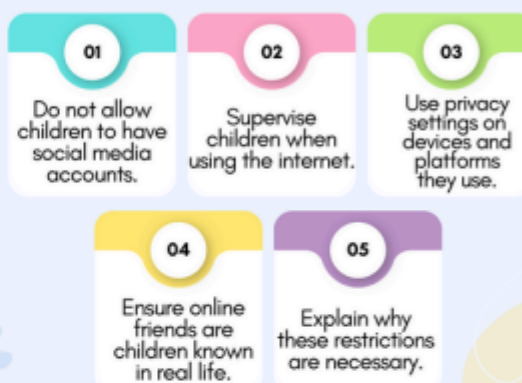 01
Do not allow
children to have
social media
accounts.
02
Supervise
children when
using the internet.
03
Use privacy
settings on
devices and
platforms
they use.
04
Ensure online
friends are
children known
in real life.
05
Explain why
these restrictions
are necessary.